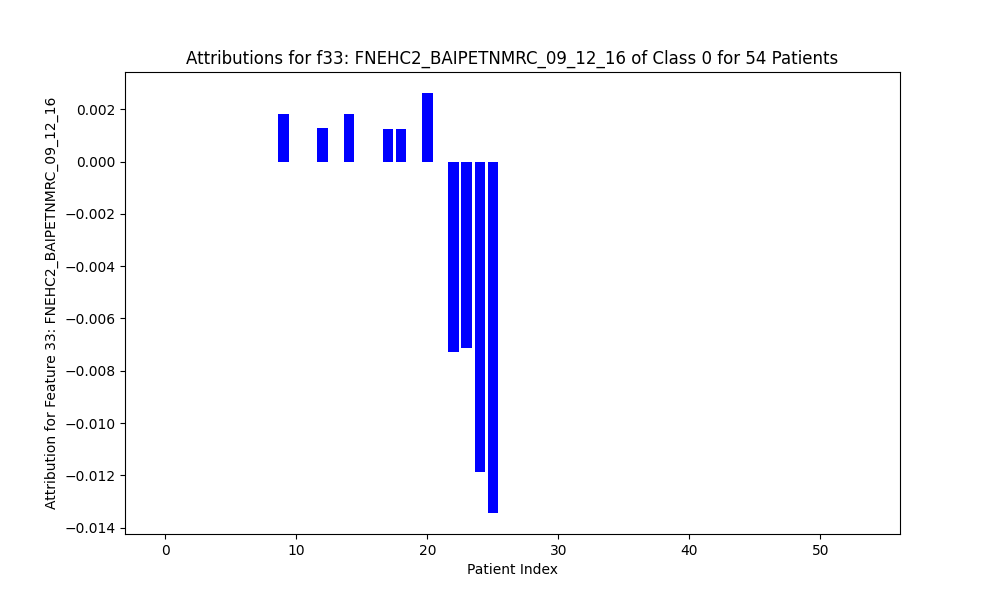 Attributions for f33: FNEHC2_BAIPETNMRC_09_12_16 of Class 0 for 54 Patients
Attribution for Feature 33: FNEHC2_BAIPETNMRC_09_12_16
0.002
0.000
−0.002
−0.004
−0.006
−0.008
−0.010
−0.012
−0.014
0 10 20 30 40 50
Patient Index